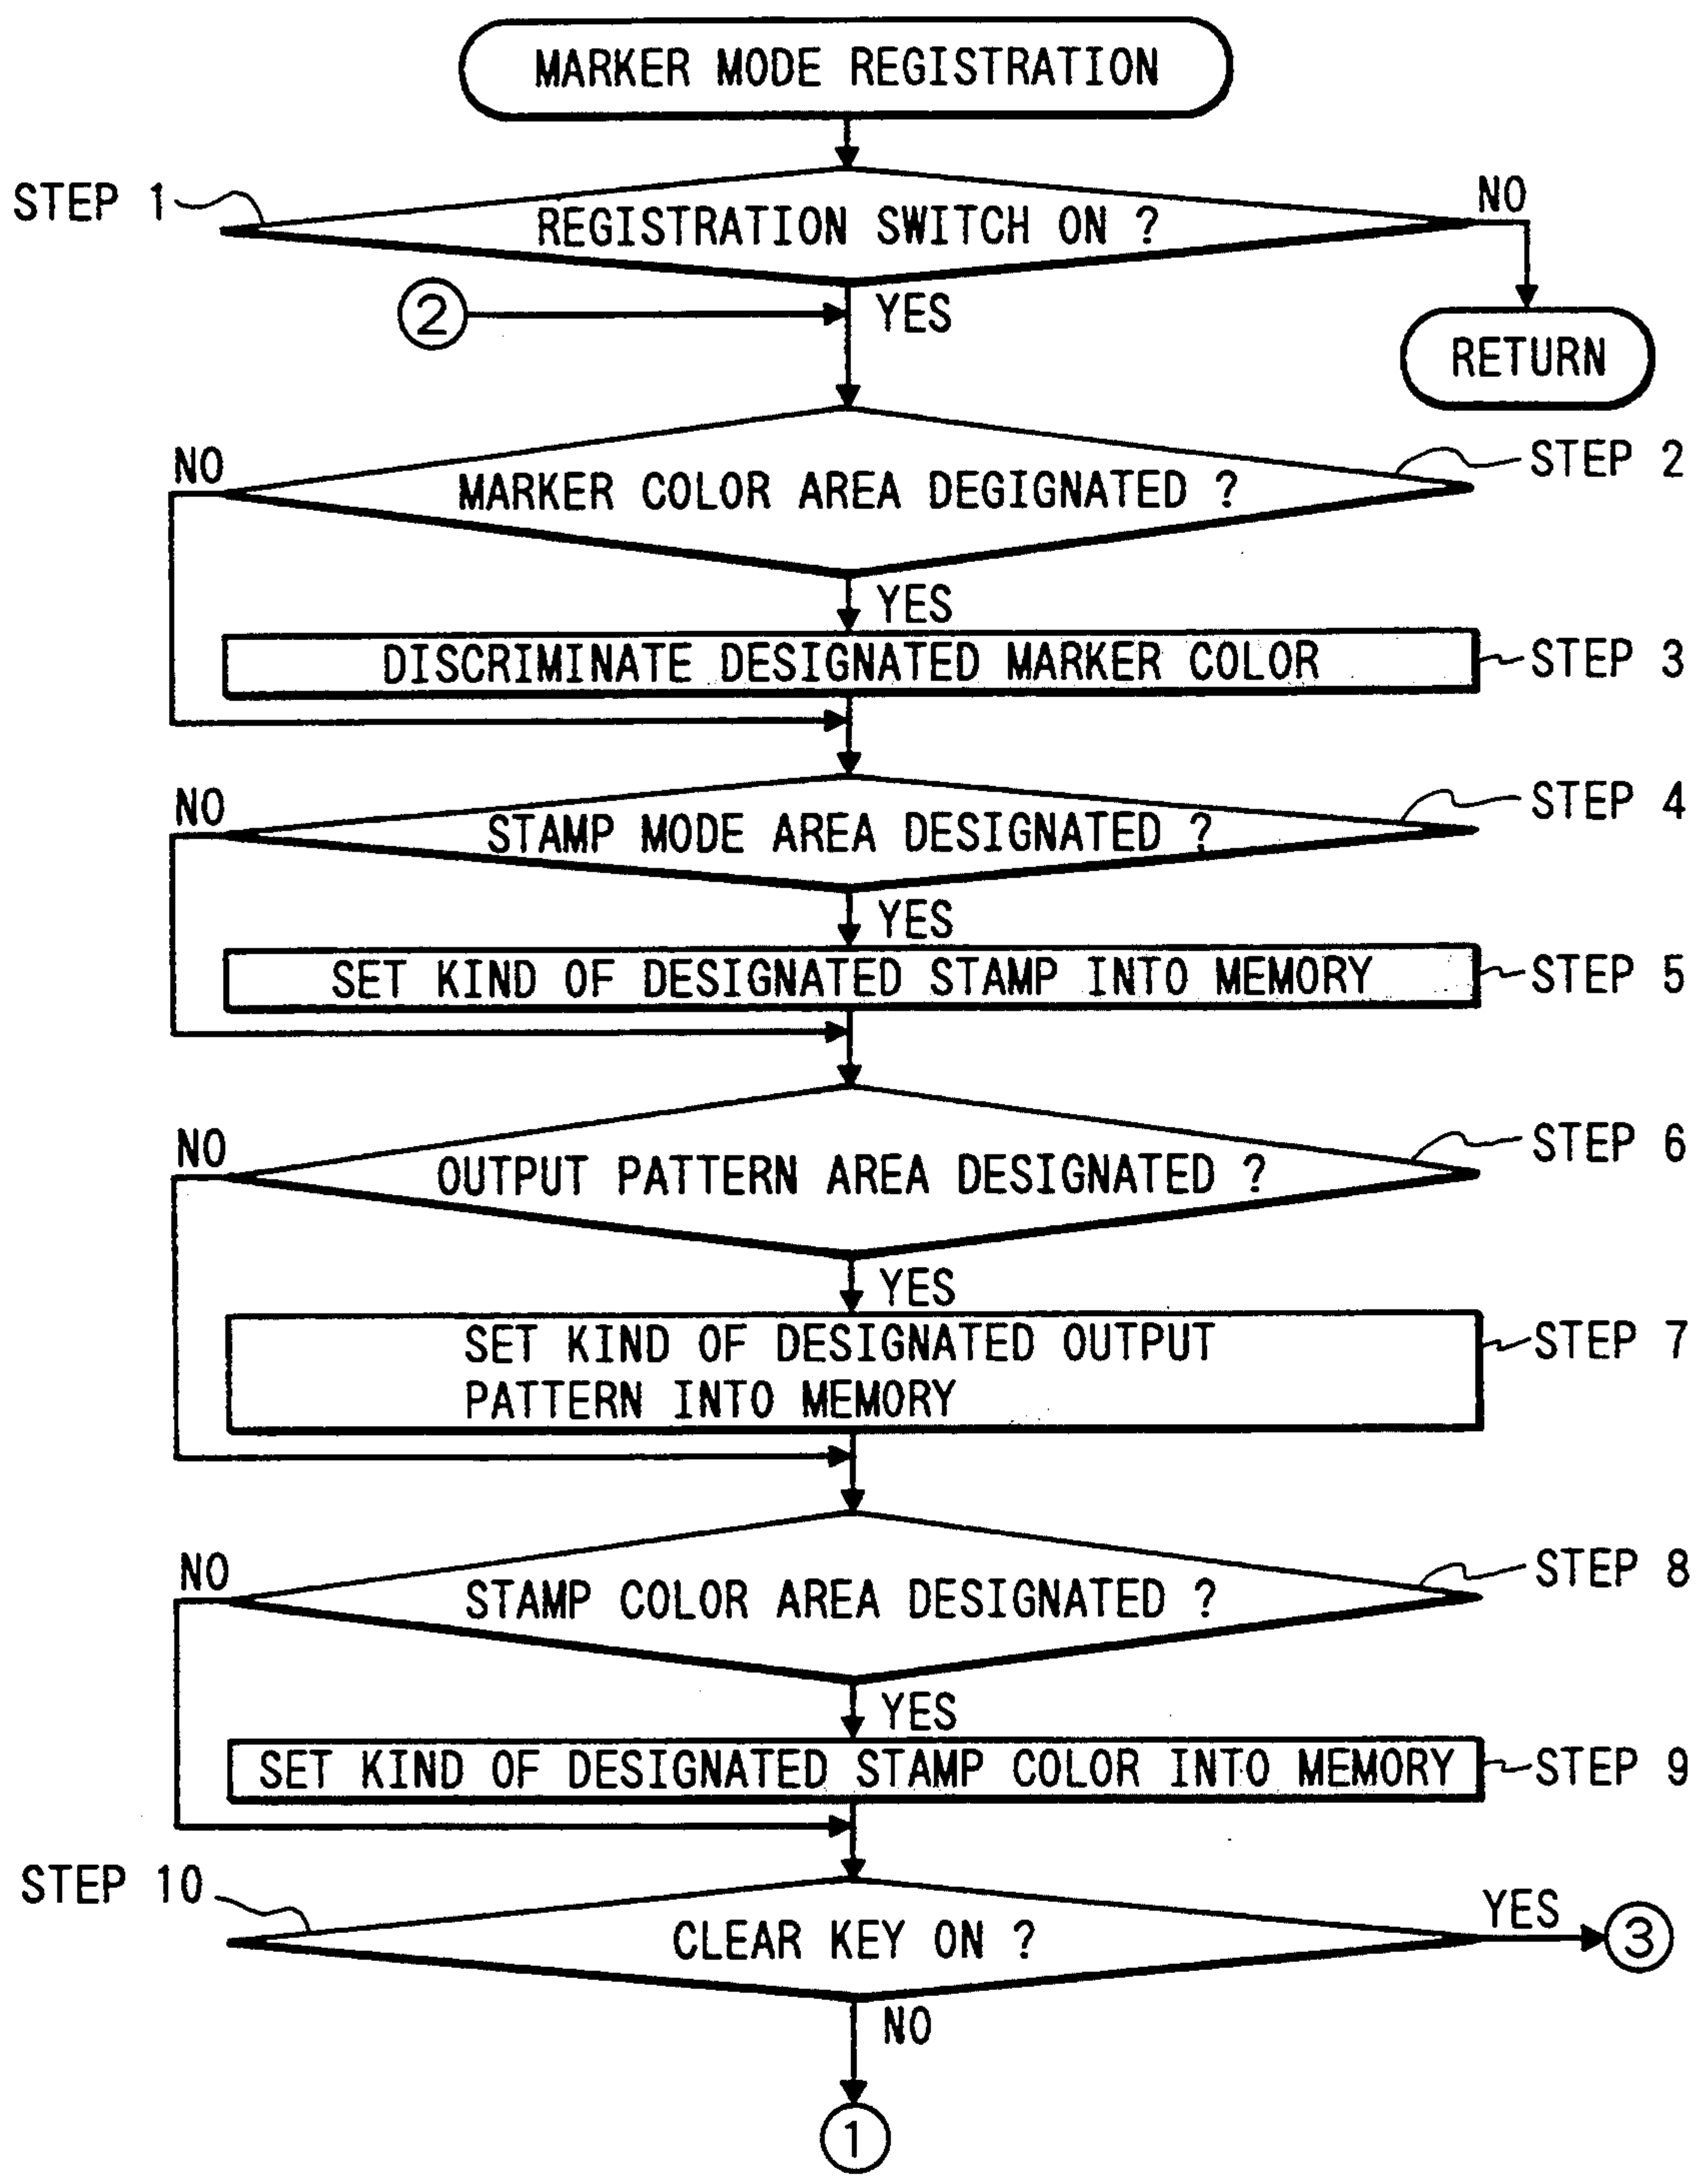 MARKER MODE REGISTRATION
STEP 1
REGISTRATION SWITCH ON ?
NO
2
YES
RETURN
NO
MARKER COLOR AREA DEGIGNATED ?
STEP 2
YES
DISCRIMINATE DESIGNATED MARKER COLOR
STEP 3
NO
STAMP MODE AREA DESIGNATED ?
STEP 4
YES
SET KIND OF DESIGNATED STAMP INTO MEMORY
STEP 5
NO
OUTPUT PATTERN AREA DESIGNATED ?
STEP 6
YES
SET KIND OF DESIGNATED OUTPUT
PATTERN INTO MEMORY
STEP 7
NO
STAMP COLOR AREA DESIGNATED ?
STEP 8
YES
SET KIND OF DESIGNATED STAMP COLOR INTO MEMORY
STEP 9
STEP 10
CLEAR KEY ON ?
YES
3
NO
1